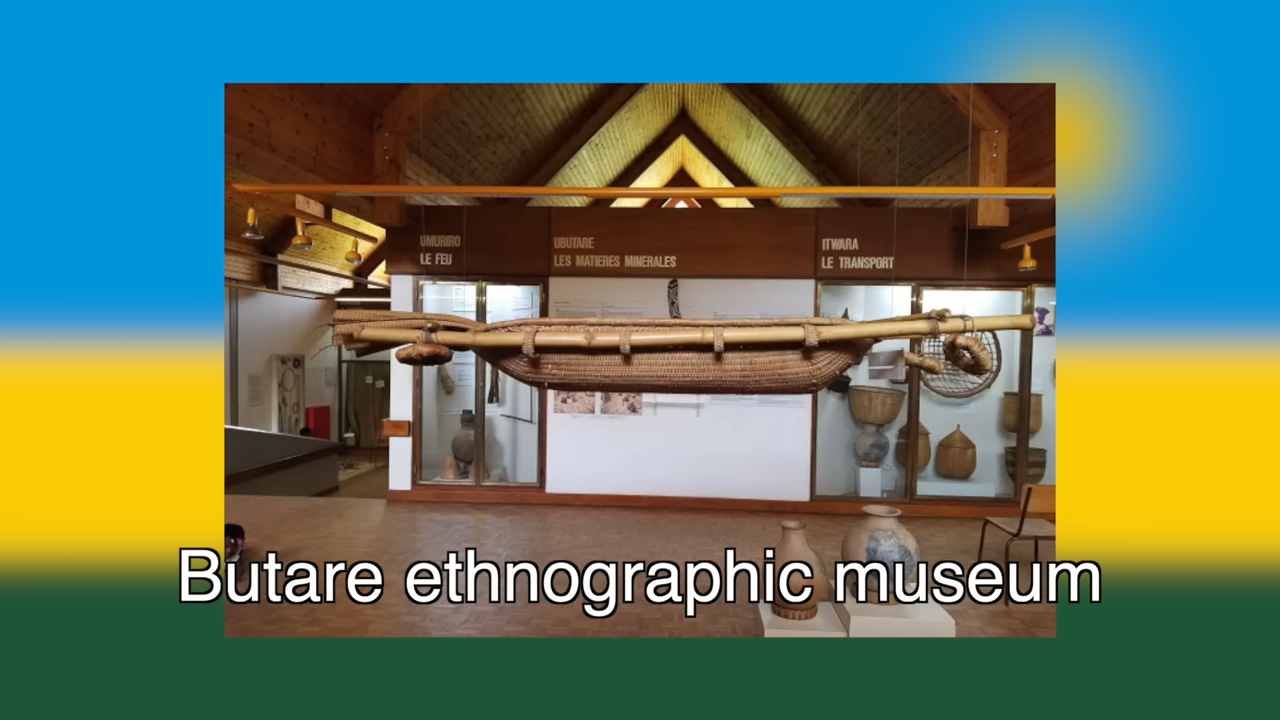 UMURIRO
LE FEU
UBUTARE
LES MATIERES MINERALES
ITWARA
LE TRANSPORT
Butare ethnographic museum